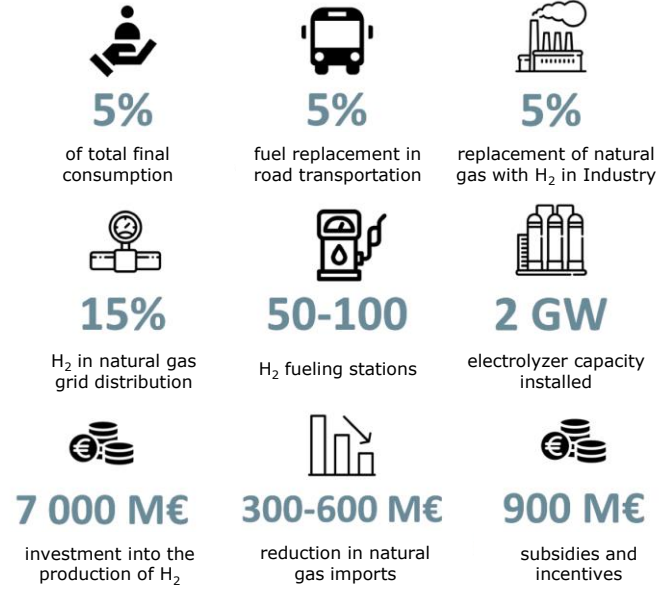 5%
of total final
consumption
5%
fuel replacement in
road transportation
5%
replacement of natural
gas with H₂ in Industry
15%
H₂ in natural gas
grid distribution
50-100
H₂ fueling stations
2 GW
electrolyzer capacity
installed
€
7 000 M€
investment into the
production of H₂
300-600 M€
reduction in natural
gas imports
€
900 M€
subsidies and
incentives